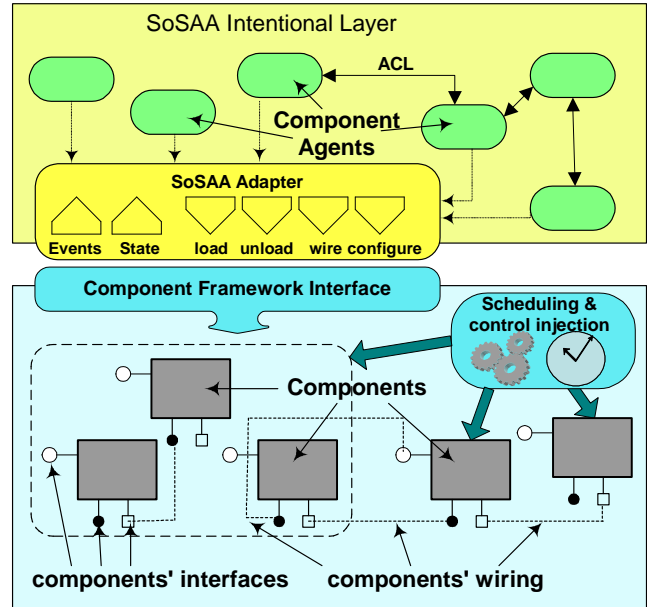 SoSAA Intentional Layer
ACL
Component
Agents
SoSAA Adapter
Events State load unload wire configure
Component Framework Interface
Scheduling &
control injection
Components
components' interfaces components' wiring